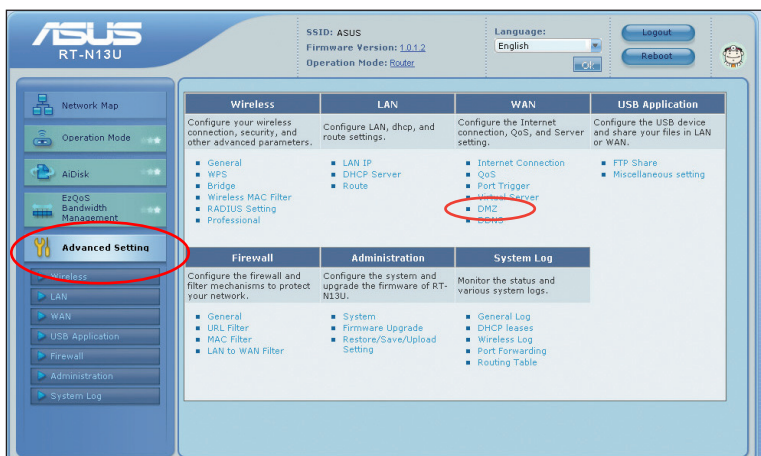 ASUS
RT-N13U
SSID: ASUS
Firmware Version: 1.0.1.2
Operation Mode: Router
Language:
English
Logout
Reboot
Network Map
Operation Mode
AiDisk
EzQoS
Bandwidth
Management
Advanced Setting
Wireless
LAN
WAN
USB Application
Firewall
Administration
System Log
Wireless
Configure your wireless
connection, security, and
other advanced parameters.
General
WPS
Bridge
Wireless MAC Filter
RADIUS Setting
Professional
LAN
Configure LAN, dhcp, and
route settings.
LAN IP
DHCP Server
Route
WAN
Configure the Internet
connection, QoS, and Server
setting.
Internet Connection
QoS
Port Trigger
Virtual Server
DMZ
DDNS
USB Application
Configure the USB device
and share your files in LAN
or WAN.
FTP Share
Miscellaneous setting
Firewall
Configure the firewall and
filter mechanisms to protect
your network.
General
URL Filter
MAC Filter
LAN to WAN Filter
Administration
Configure the system and
upgrade the firmware of RT-
N13U.
System
Firmware Upgrade
Restore/Save/Upload
Setting
System Log
Monitor the status and
various system logs.
General Log
DHCP leases
Wireless Log
Port Forwarding
Routing Table